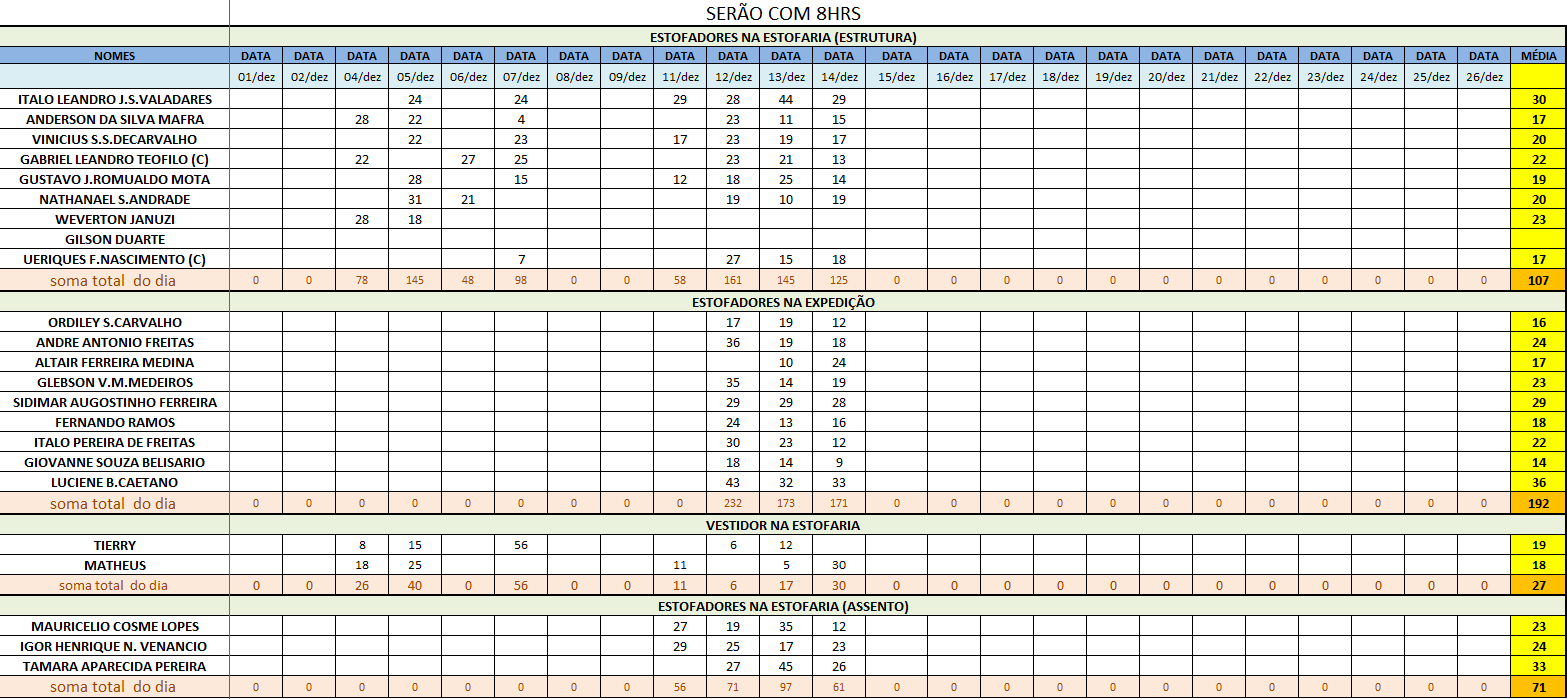 SERÃO COM 8HRS
ESTOFADORES NA ESTOFARIA (ESTRUTURA)
NOMES DATA DATA DATA DATA DATA DATA DATA DATA DATA DATA DATA DATA DATA DATA DATA DATA DATA DATA DATA DATA DATA DATA DATA DATA MÉDIA
01/dez 02/dez 04/dez 05/dez 06/dez 07/dez 08/dez 09/dez 11/dez 12/dez 13/dez 14/dez 15/dez 16/dez 17/dez 18/dez 19/dez 20/dez 21/dez 22/dez 23/dez 24/dez 25/dez 26/dez
ITALO LEANDRO J.S.VALADARES 24 24 29 28 44 29 30
ANDERSON DA SILVA MAFRA 28 22 4 23 11 15 17
VINICIUS S.S.DECARVALHO 22 23 17 23 19 17 20
GABRIEL LEANDRO TEOFILO (C) 22 27 25 23 21 13 22
GUSTAVO J.ROMUALDO MOTA 28 15 12 18 25 14 19
NATHANAEL S.ANDRADE 31 21 19 10 19 20
WEVERTON JANUZI 28 18 23
GILSON DUARTE
UERIQUES F.NASCIMENTO (C) 7 27 15 18 17
soma total do dia 0 0 78 145 48 98 0 0 58 161 145 125 0 0 0 0 0 0 0 0 0 0 0 0 107
ESTOFADORES NA EXPEDIÇÃO
ORDILEY S.CARVALHO 17 19 12 16
ANDRE ANTONIO FREITAS 36 19 18 24
ALTAIR FERREIRA MEDINA 10 24 17
GLEBSON V.M.MEDEIROS 35 14 19 23
SIDIMAR AUGOSTINHO FERREIRA 29 29 28 29
FERNANDO RAMOS 24 13 16 18
ITALO PEREIRA DE FREITAS 30 23 12 22
GIOVANNE SOUZA BELISARIO 18 14 9 14
LUCIENE B.CAETANO 43 32 33 36
soma total do dia 0 0 0 0 0 0 0 0 0 232 173 171 0 0 0 0 0 0 0 0 0 0 0 0 192
VESTIDOR NA ESTOFARIA
TIERRY 8 15 56 6 12 19
MATHEUS 18 25 11 5 30 18
soma total do dia 0 0 26 40 0 56 0 0 11 6 17 30 0 0 0 0 0 0 0 0 0 0 0 0 27
ESTOFADORES NA ESTOFARIA (ASSENTO)
MAURICELIO COSME LOPES 27 19 35 12 23
IGOR HENRIQUE N. VENANCIO 29 25 17 23 24
TAMARA APARECIDA PEREIRA 27 45 26 33
soma total do dia 0 0 0 0 0 0 0 0 56 71 97 61 0 0 0 0 0 0 0 0 0 0 0 0 71